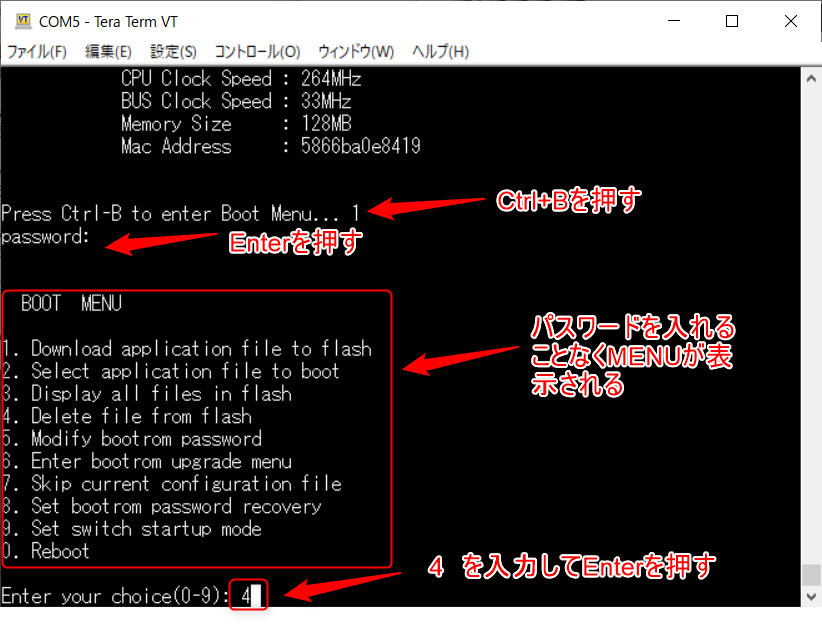 COM5 - Tera Term VT
ファイル(F) 編集(E) 設定(S) コントロール(O) ウィンドウ(W) ヘルプ(H)
CPU Clock Speed : 264MHz
BUS Clock Speed : 33MHz
Memory Size : 128MB
Mac Address : 5866ba0e8419
Press Ctrl-B to enter Boot Menu... 1
Ctrl+Bを押す
password:
Enterを押す
BOOT MENU
1. Download application file to flash
2. Select application file to boot
3. Display all files in flash
4. Delete file from flash
5. Modify bootrom password
6. Enter bootrom upgrade menu
7. Skip current configuration file
8. Set bootrom password recovery
9. Set switch startup mode
0. Reboot
パスワードを入れる
ことなくMENUが表
示される
4 を入力してEnterを押す
Enter your choice(0-9): 4